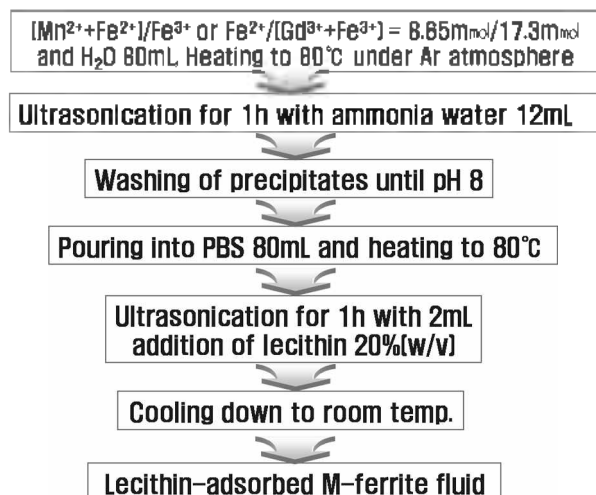 [Mn²⁺+Fe²⁺]/Fe³⁺ or Fe²⁺/[Gd³⁺+Fe³⁺] = 8.65mmol/17.3mmol
and H₂O 80mL, Heating to 80℃ under Ar atmosphere
Ultrasonication for 1h with ammonia water 12mL
Washing of precipitates until pH 8
Pouring into PBS 80mL and heating to 80℃
Ultrasonication for 1h with 2mL
addition of lecithin 20%(w/v)
Cooling down to room temp.
Lecithin-adsorbed M-ferrite fluid